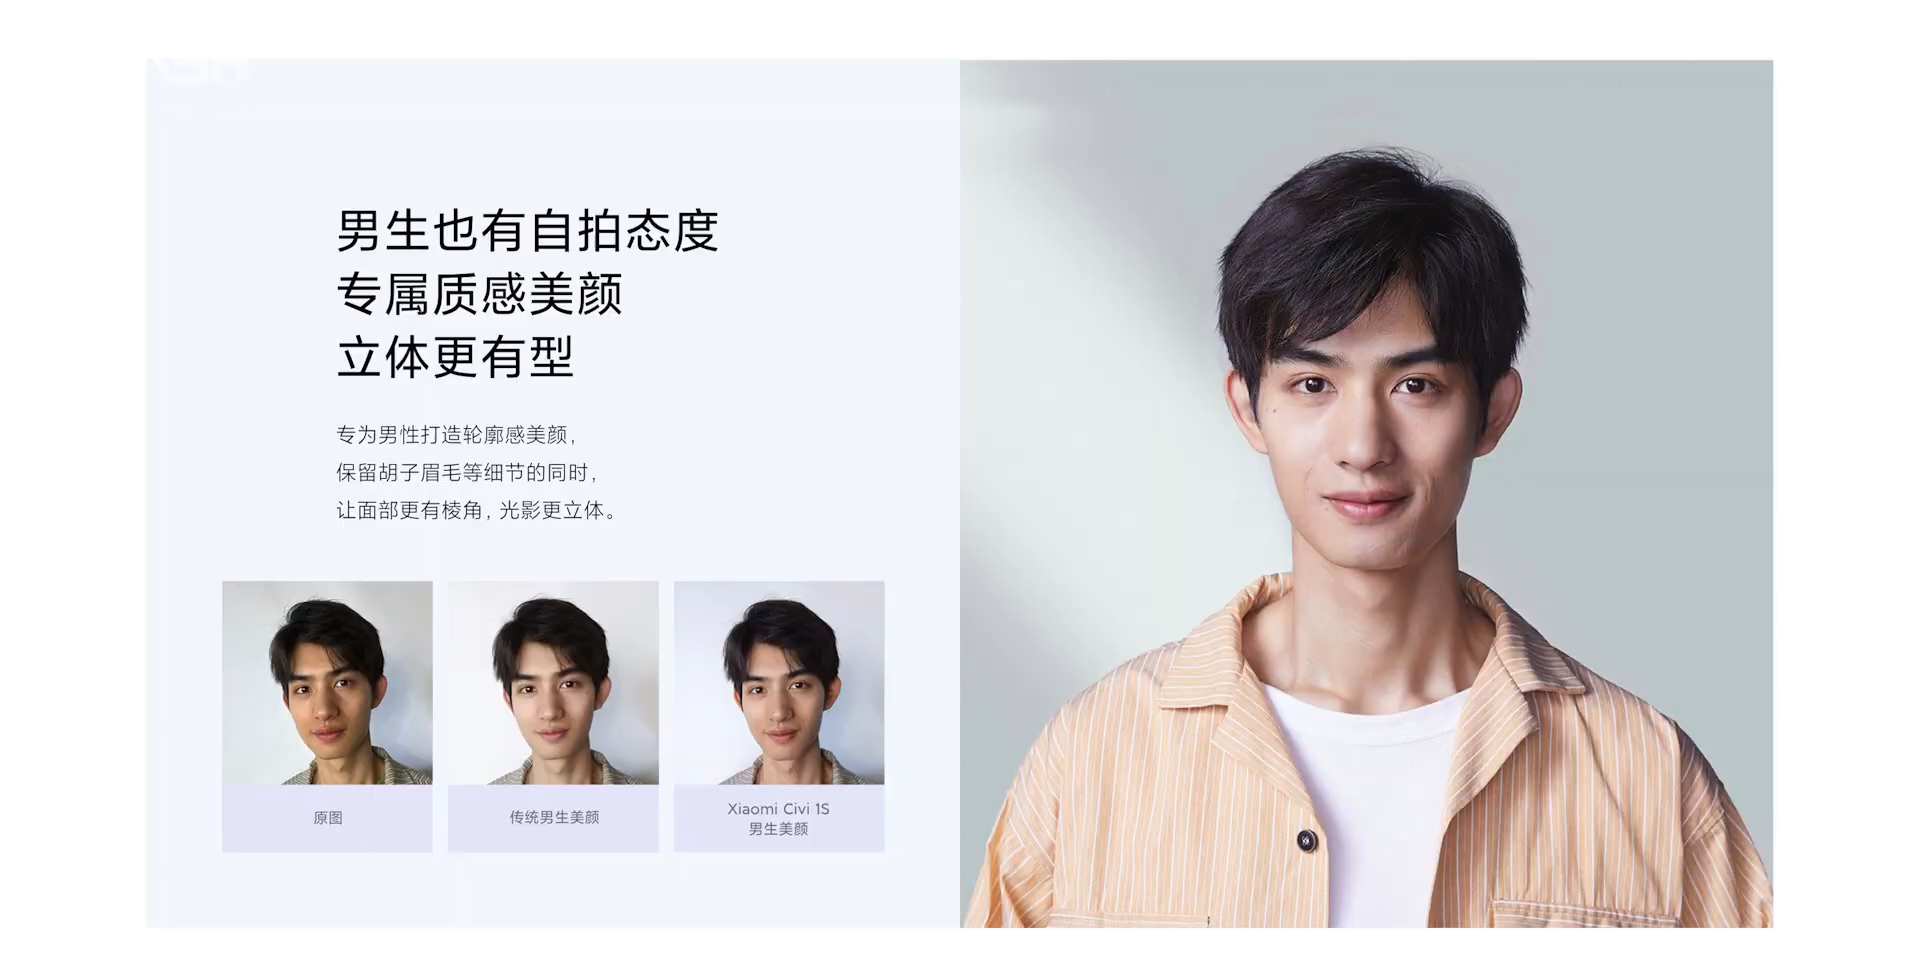 男生也有自拍态度
专属质感美颜
立体更有型
专为男性打造轮廓感美颜，
保留胡子眉毛等细节的同时，
让面部更有棱角，光影更立体。
原图
传统男生美颜
Xiaomi Civi 1S
男生美颜